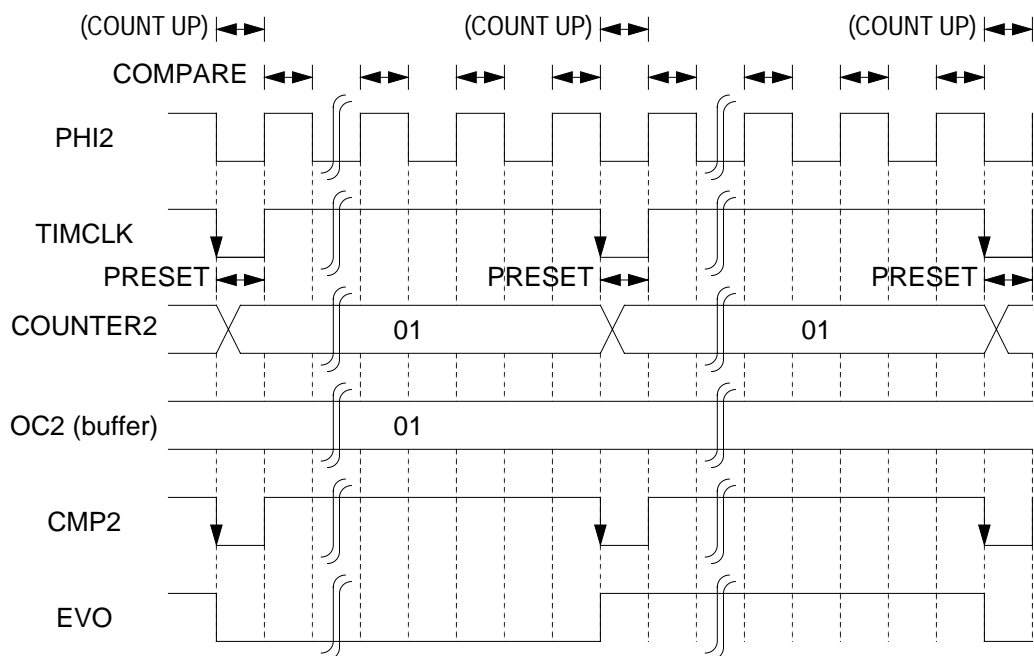 (COUNT UP) (COUNT UP) (COUNT UP)
COMPARE
PHI2
TIMCLK
PRESET PRESET PRESET
COUNTER2 01 01
OC2 (buffer) 01
CMP2
EVO